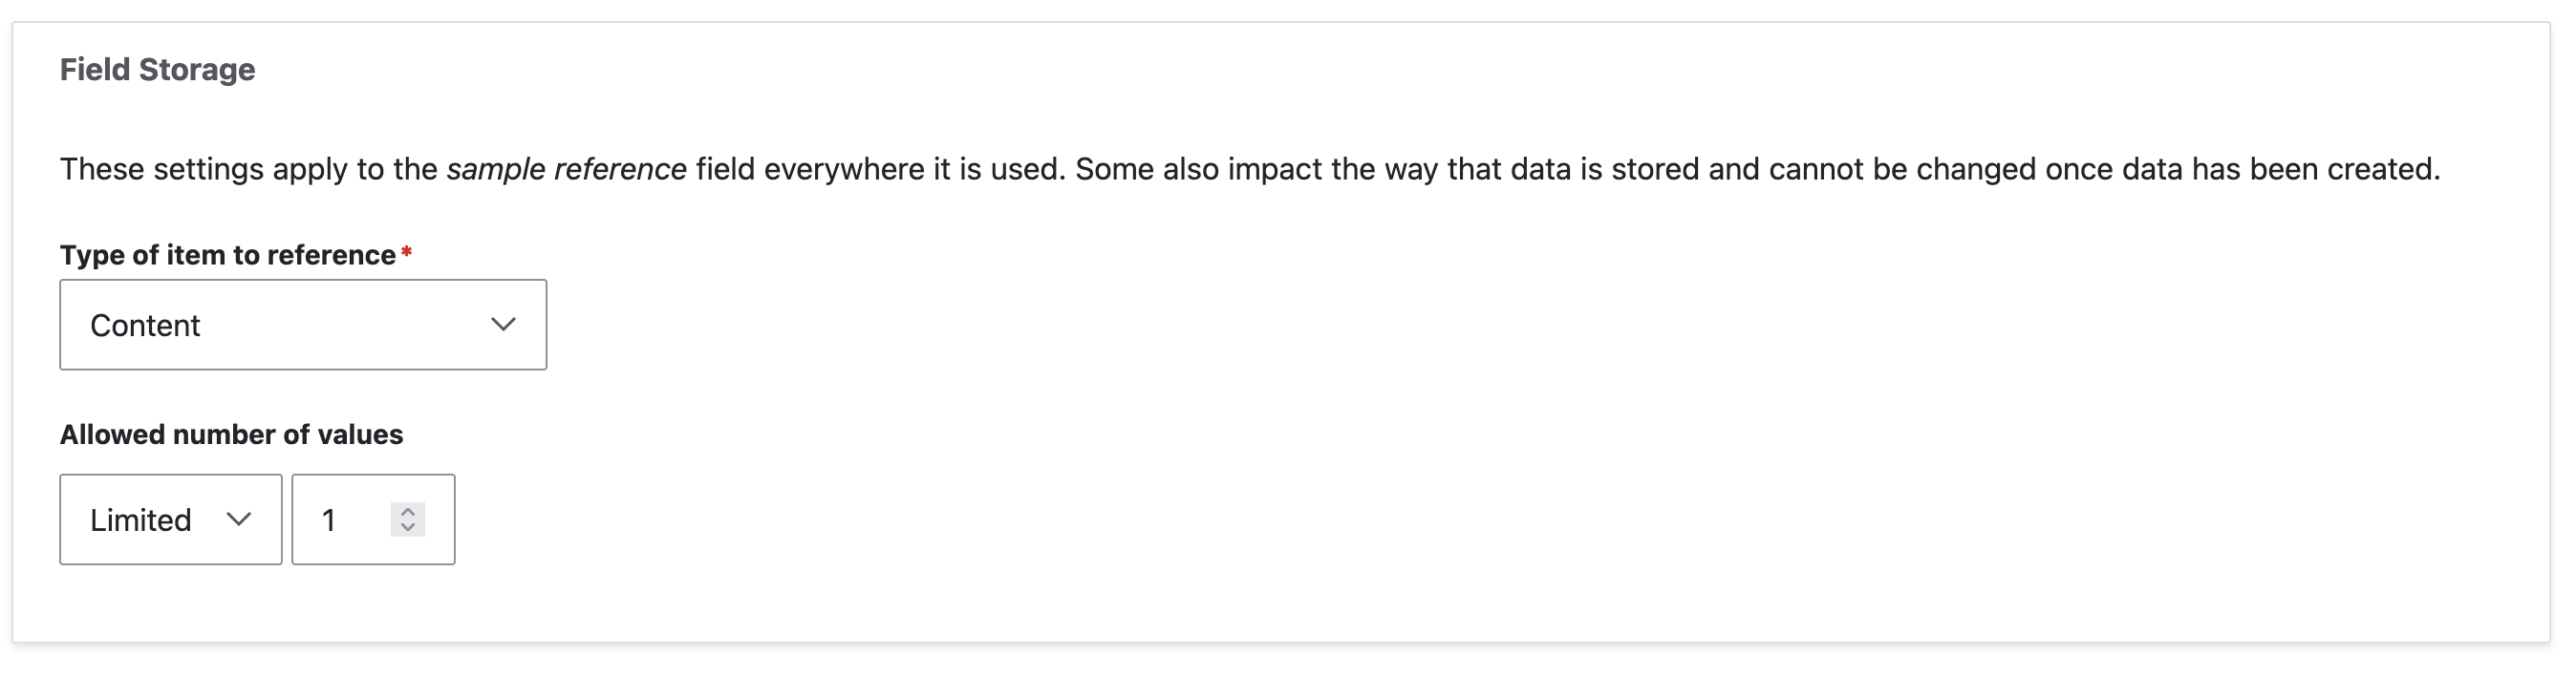 Field Storage
These settings apply to the sample reference field everywhere it is used. Some also impact the way that data is stored and cannot be changed once data has been created.
Type of item to reference*
Content
Allowed number of values
Limited 1